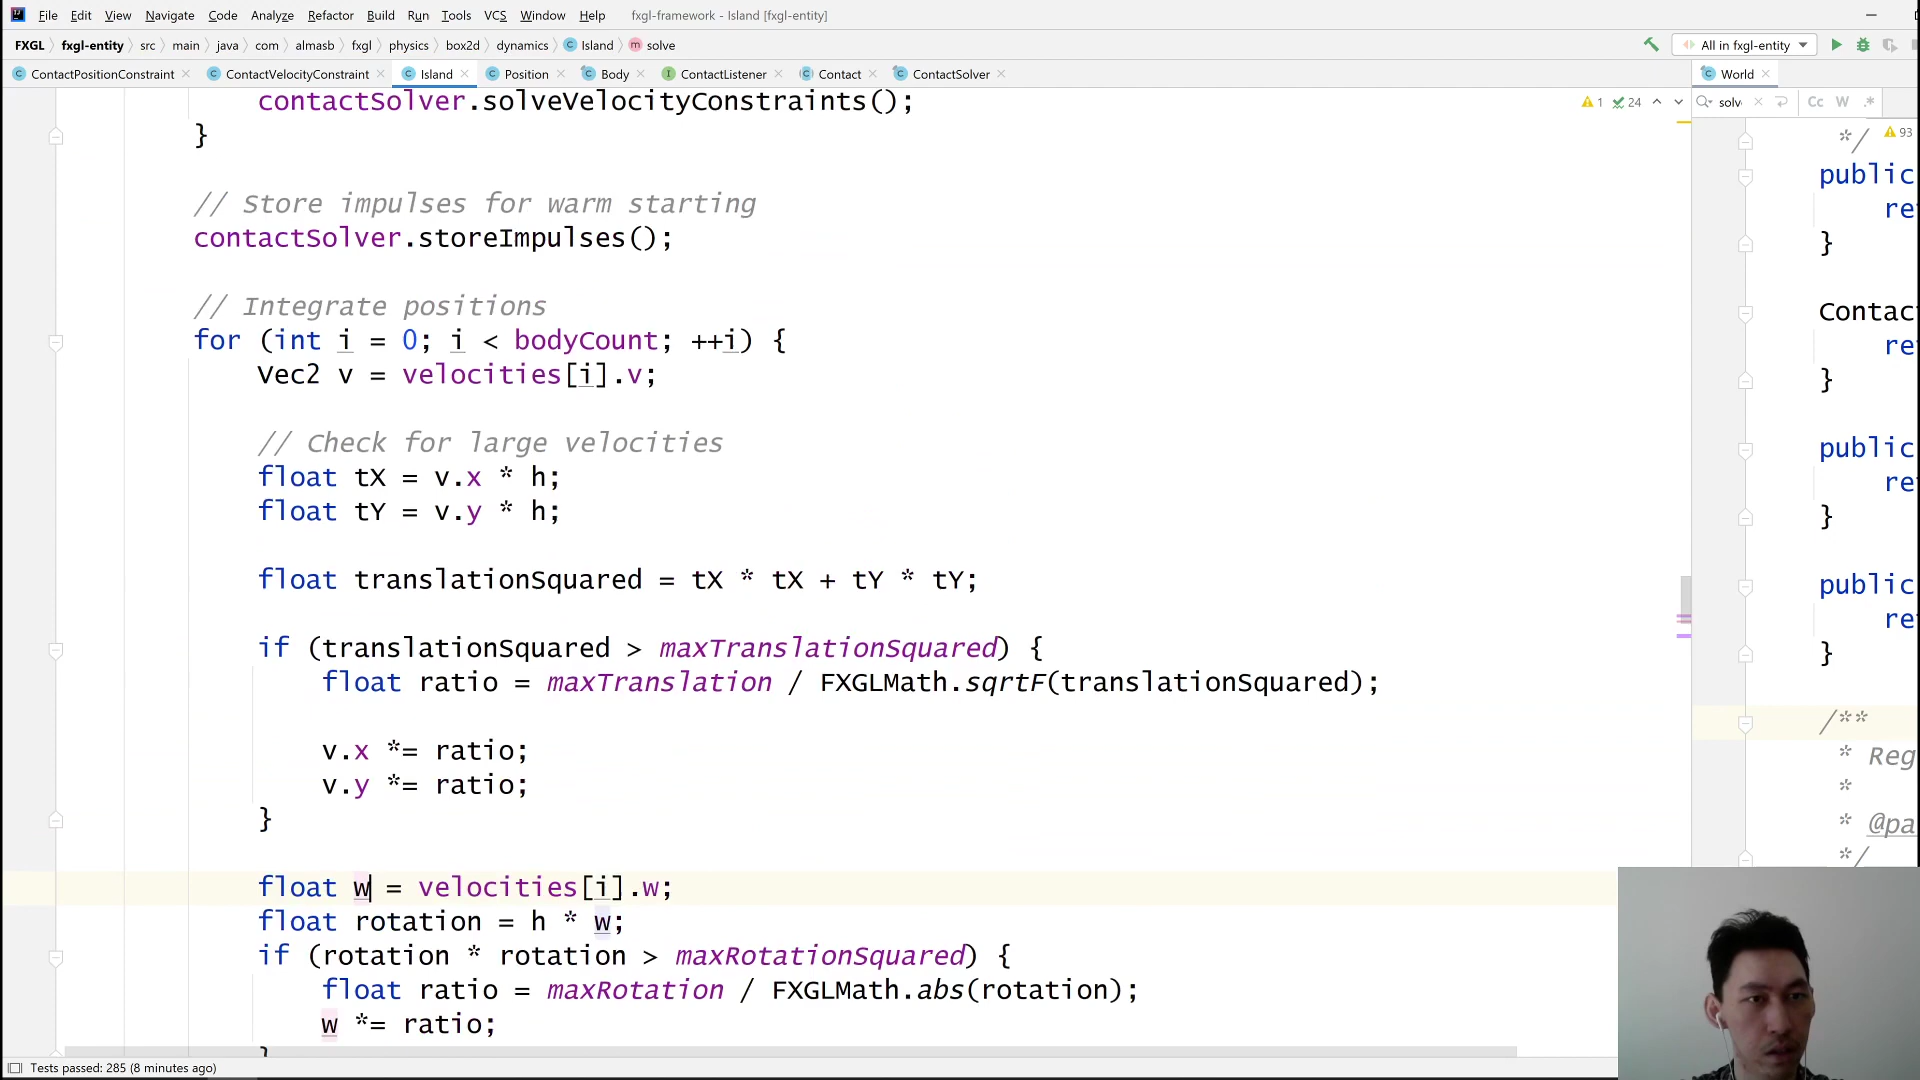 File Edit View Navigate Code Analyze Refactor Build Run Tools VCS Window Help fxgl-framework - Island [fxgl-entity]
FXGL fxgl-entity src main java com almasb fxgl physics box2d dynamics Island solve All in fxgl-entity
ContactPositionConstraint ContactVelocityConstraint Island Position Body ContactListener Contact ContactSolver World
contactSolver.solveVelocityConstraints(); 1 24 solv Cc W .*
}
// Store impulses for warm starting
contactSolver.storeImpulses();
// Integrate positions
for (int i = 0; i < bodyCount; ++i) {
Vec2 v = velocities[i].v;
// Check for large velocities
float tX = v.x * h;
float tY = v.y * h;
float translationSquared = tX * tX + tY * tY;
if (translationSquared > maxTranslationSquared) {
float ratio = maxTranslation / FXGLMath.sqrtF(translationSquared);
v.x *= ratio;
v.y *= ratio;
}
float w = velocities[i].w;
float rotation = h * w;
if (rotation * rotation > maxRotationSquared) {
float ratio = maxRotation / FXGLMath.abs(rotation);
w *= ratio;
}
*/ 93
public
re
}
Contac
re
}
public
re
}
public
re
}
/**
* Reg
*
* @pa
*/
Tests passed: 285 (8 minutes ago)